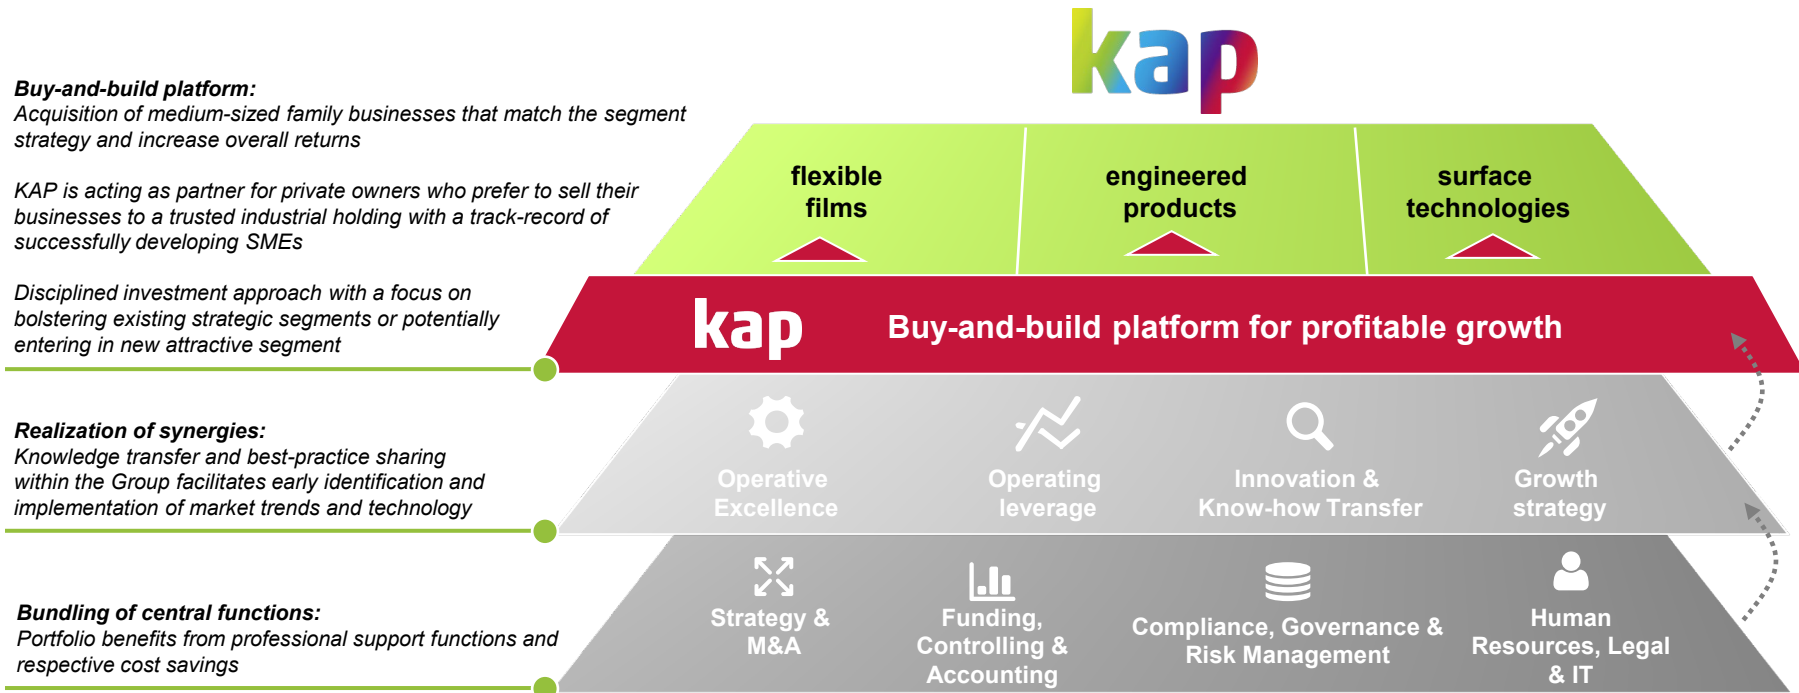 kap
Buy-and-build platform:
Acquisition of medium-sized family businesses that match the segment
strategy and increase overall returns
KAP is acting as partner for private owners who prefer to sell their
businesses to a trusted industrial holding with a track-record of
successfully developing SMEs
Disciplined investment approach with a focus on
bolstering existing strategic segments or potentially
entering in new attractive segment
flexible
films
engineered
products
surface
technologies
kap
Buy-and-build platform for profitable growth
Realization of synergies:
Knowledge transfer and best-practice sharing
within the Group facilitates early identification and
implementation of market trends and technology
Operative
Excellence
Operating
leverage
Innovation &
Know-how Transfer
Growth
strategy
Bundling of central functions:
Portfolio benefits from professional support functions and
respective cost savings
Strategy &
M&A
Funding,
Controlling &
Accounting
Compliance, Governance &
Risk Management
Human
Resources, Legal
& IT